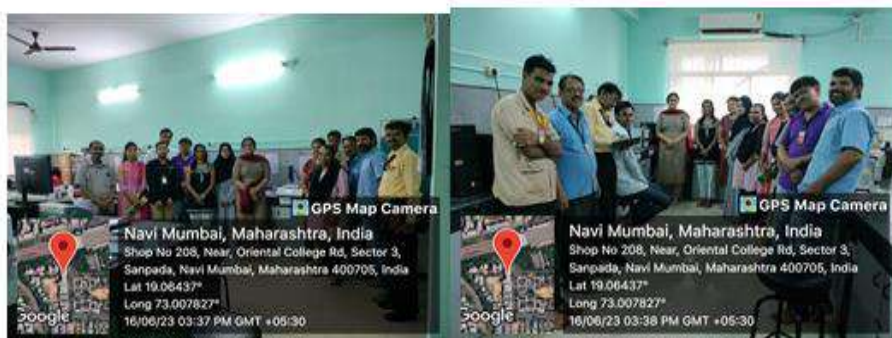 GPS Map Camera
Navi Mumbai, Maharashtra, India
Shop No 208, Near, Oriental College Rd, Sector 3,
Sanpada, Navi Mumbai, Maharashtra 400705, India
Lat 19.06437°
Long 73.007827°
16/06/23 03:37 PM GMT +05:30
Google
GPS Map Camera
Navi Mumbai, Maharashtra, India
Shop No 208, Near, Oriental College Rd, Sector 3,
Sanpada, Navi Mumbai, Maharashtra 400705, India
Lat 19.06437°
Long 73.007827°
16/06/23 03:38 PM GMT +05:30
Google